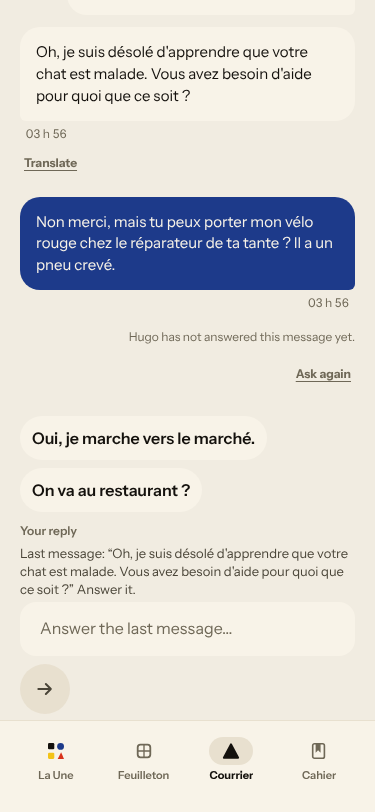 Oh, je suis désolé d'apprendre que votre
chat est malade. Vous avez besoin d'aide
pour quoi que ce soit ?
03 h 56
Translate
Non merci, mais tu peux porter mon vélo
rouge chez le réparateur de ta tante ? Il a un
pneu crevé.
03 h 56
Hugo has not answered this message yet.
Ask again
Oui, je marche vers le marché.
On va au restaurant ?
Your reply
Last message: “Oh, je suis désolé d'apprendre que votre
chat est malade. Vous avez besoin d'aide pour quoi que
ce soit ?” Answer it.
Answer the last message...
La Une
Feuilleton
Courrier
Cahier